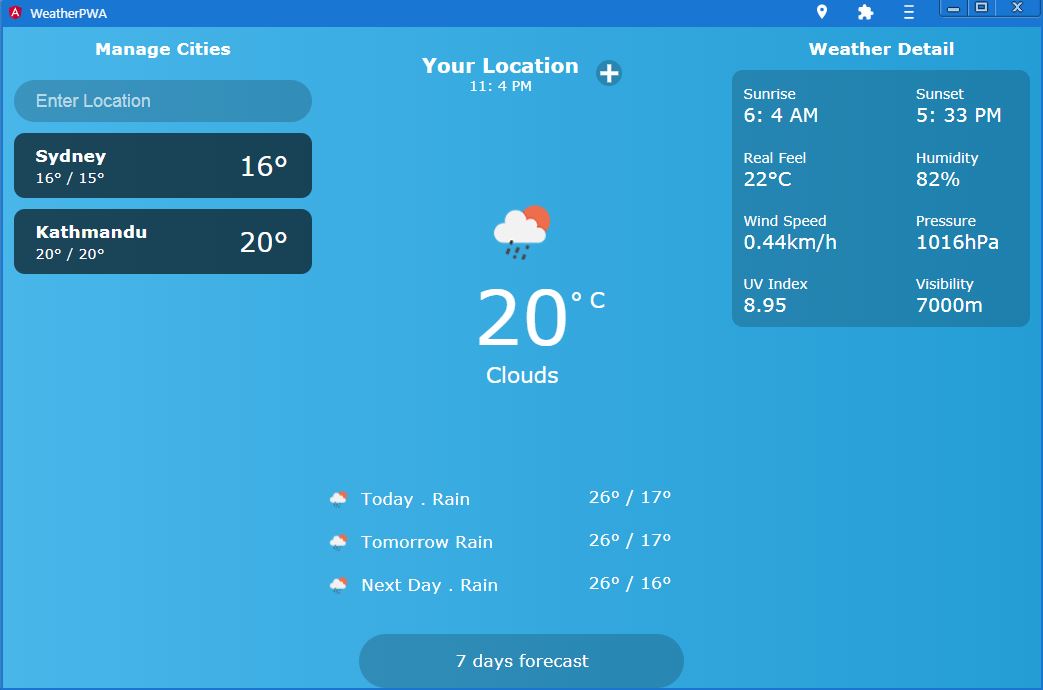 WeatherPWA
Manage Cities
Enter Location
Sydney
16° / 15°
16°
Kathmandu
20° / 20°
20°
Your Location
11: 4 PM
20° C
Clouds
Today . Rain 26° / 17°
Tomorrow Rain 26° / 17°
Next Day . Rain 26° / 16°
7 days forecast
Weather Detail
Sunrise Sunset
6: 4 AM 5: 33 PM
Real Feel Humidity
22°C 82%
Wind Speed Pressure
0.44km/h 1016hPa
UV Index Visibility
8.95 7000m